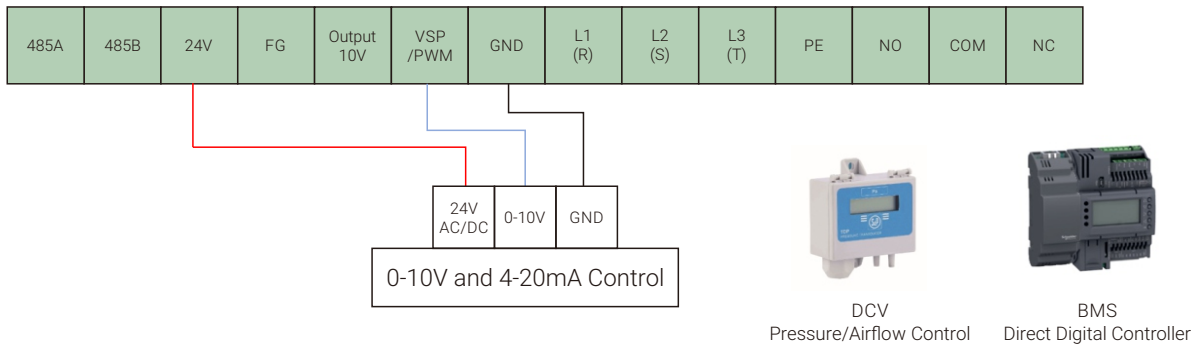 485A
485B
24V
FG
Output
10V
VSP
/PWM
GND
L1
(R)
L2
(S)
L3
(T)
PE
NO
COM
NC
24V
AC/DC
0-10V
GND
0-10V and 4-20mA Control
DCV
Pressure/Airflow Control
BMS
Direct Digital Controller